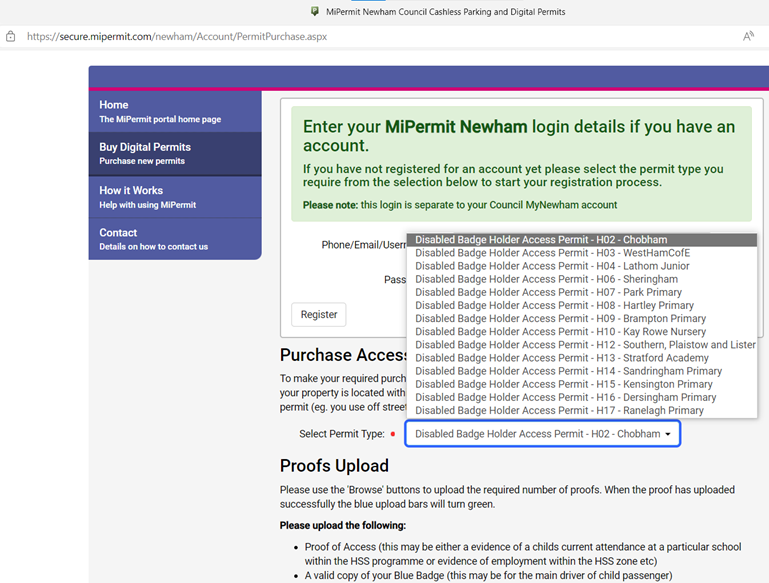 MiPermit Newham Council Cashless Parking and Digital Permits
https://secure.mipermit.com/newham/Account/PermitPurchase.aspx
Home
The MiPermit portal home page
Buy Digital Permits
Purchase new permits
How it Works
Help with using MiPermit
Contact
Details on how to contact us
Enter your MiPermit Newham login details if you have an
account.
If you have not registered for an account yet please select the permit type you
require from the selection below to start your registration process.
Please note: this login is separate to your Council MyNewham account
Phone/Email/Usern
Pass
Register
Disabled Badge Holder Access Permit - H02 - Chobham
Disabled Badge Holder Access Permit - H03 - WestHamCofE
Disabled Badge Holder Access Permit - H04 - Lathom Junior
Disabled Badge Holder Access Permit - H06 - Sheringham
Disabled Badge Holder Access Permit - H07 - Park Primary
Disabled Badge Holder Access Permit - H08 - Hartley Primary
Disabled Badge Holder Access Permit - H09 - Brampton Primary
Disabled Badge Holder Access Permit - H10 - Kay Rowe Nursery
Disabled Badge Holder Access Permit - H12 - Southern, Plaistow and Lister
Disabled Badge Holder Access Permit - H13 - Stratford Academy
Disabled Badge Holder Access Permit - H14 - Sandringham Primary
Disabled Badge Holder Access Permit - H15 - Kensington Primary
Disabled Badge Holder Access Permit - H16 - Dersingham Primary
Disabled Badge Holder Access Permit - H17 - Ranelagh Primary
Purchase Access
To make your required purch
your property is located with
permit (eg. you use off street
Select Permit Type: Disabled Badge Holder Access Permit - H02 - Chobham
Proofs Upload
Please use the 'Browse' buttons to upload the required number of proofs. When the proof has uploaded
successfully the blue upload bars will turn green.
Please upload the following:
• Proof of Access (this may be either a evidence of a childs current attendance at a particular school
within the HSS programme or evidence of employment within the HSS zone etc)
• A valid copy of your Blue Badge (this may be for the main driver of child passenger)